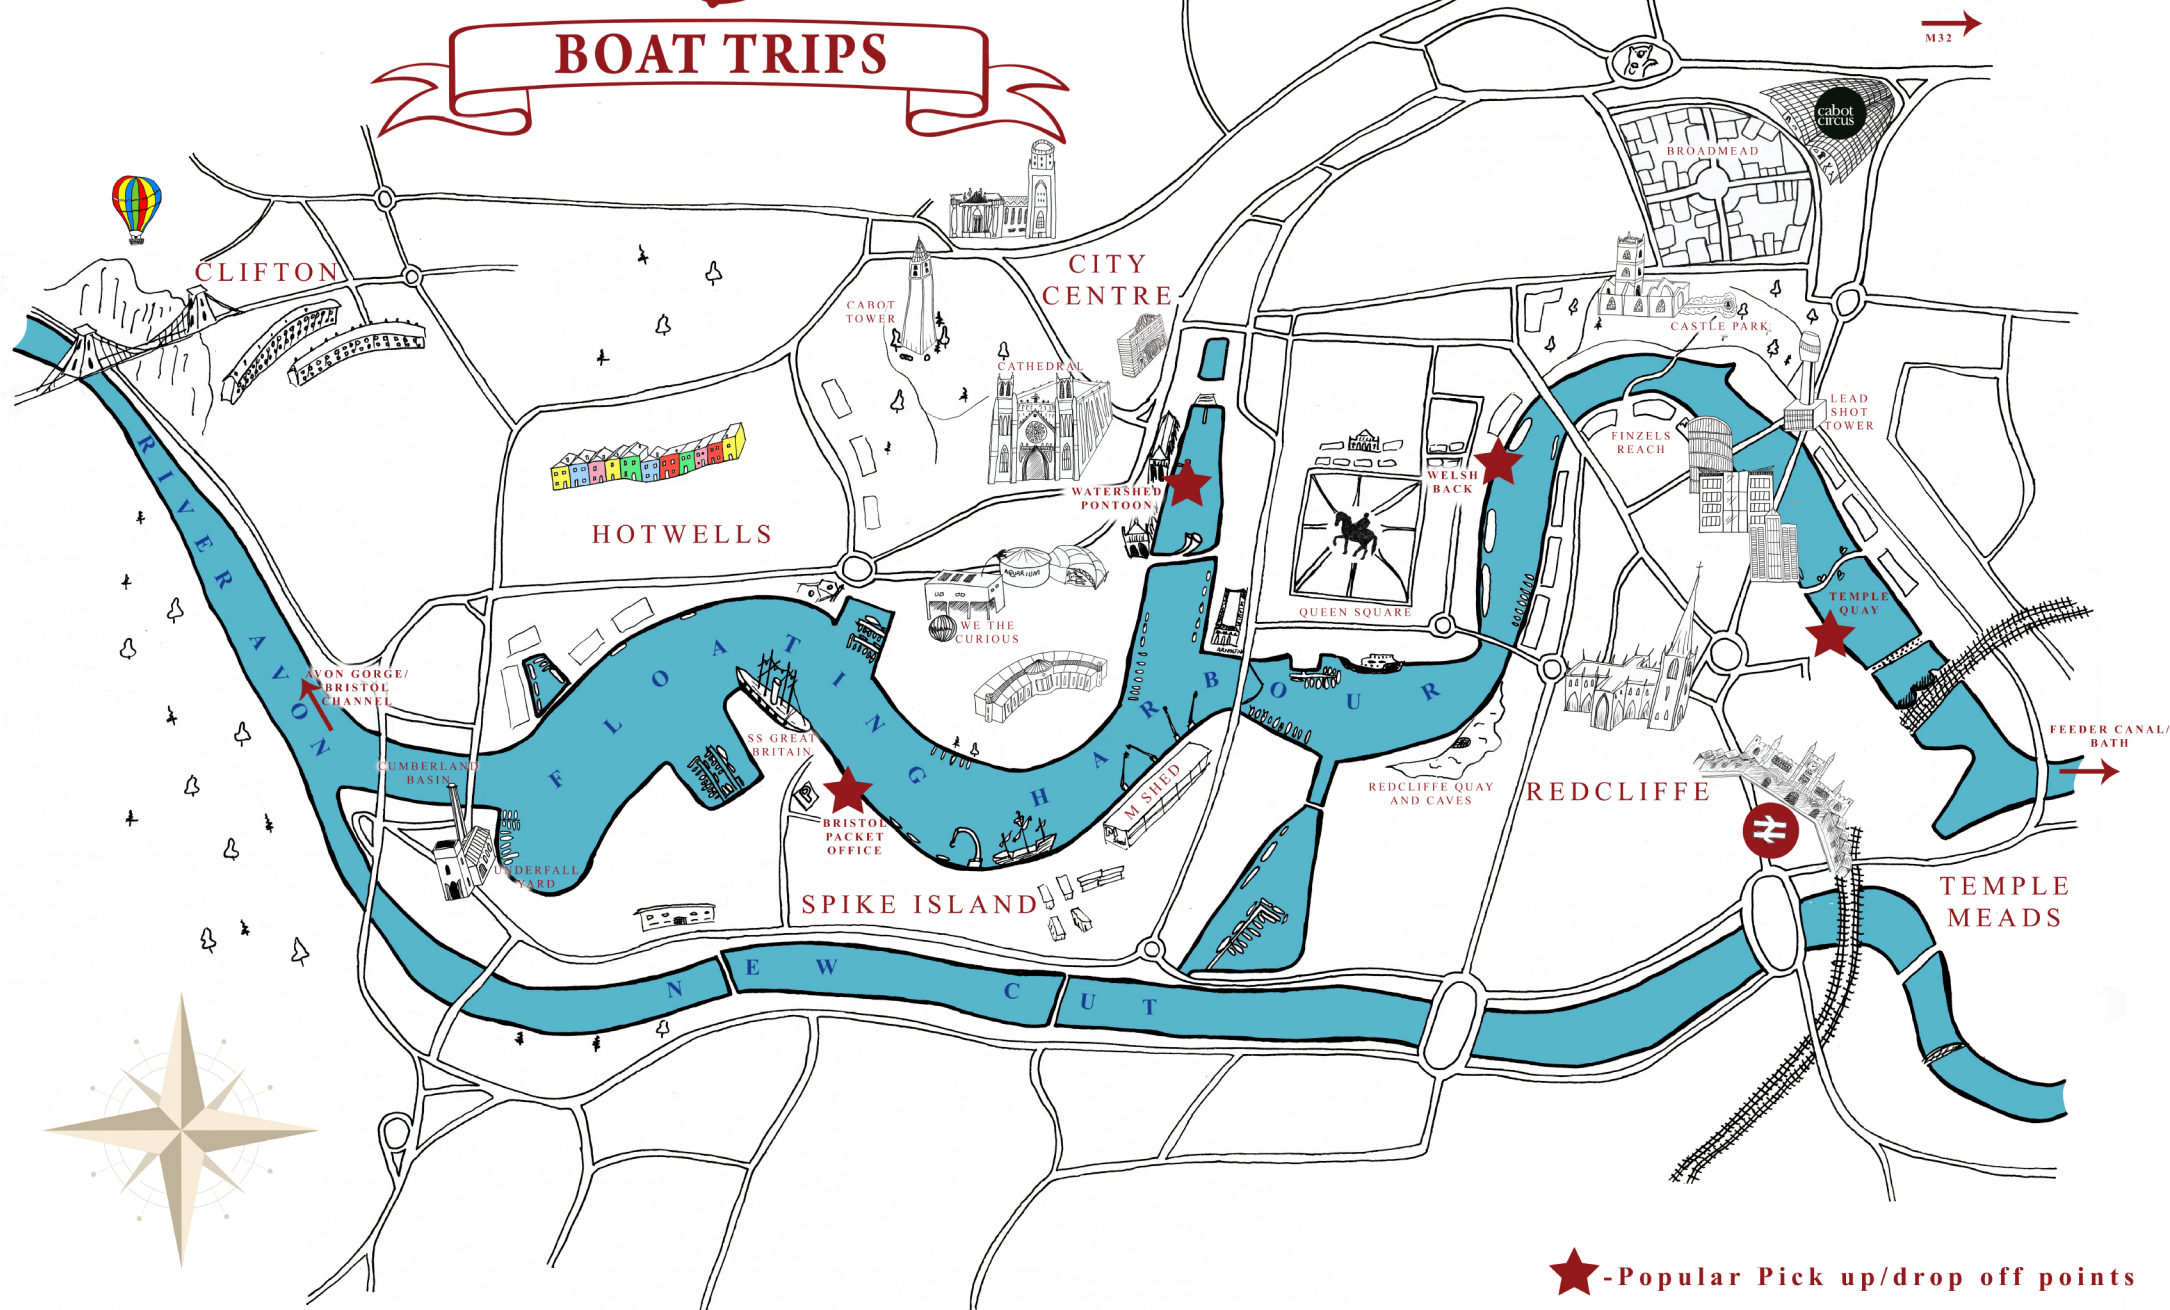 BOAT TRIPS
M32
cabot
circus
BROADMEAD
CLIFTON
CITY
CENTRE
CABOT
TOWER
CASTLE PARK
CATHEDRAL
LEAD
SHOT
TOWER
FINZELS
REACH
WELSH
BACK
WATERSHED
PONTOON
HOTWELLS
AQUARIUM
WE THE
CURIOUS
QUEEN SQUARE
TEMPLE
QUAY
RIVER AVON
AVON GORGE/
BRISTOL
CHANNEL
FLOATING HARBOUR
SS GREAT
BRITAIN
CUMBERLAND
BASIN
FEEDER CANAL/
BATH
M SHED
REDCLIFFE QUAY
AND CAVES
REDCLIFFE
BRISTOL
PACKET
OFFICE
UNDERFALL
YARD
SPIKE ISLAND
TEMPLE
MEADS
NEW CUT
-Popular Pick up/drop off points